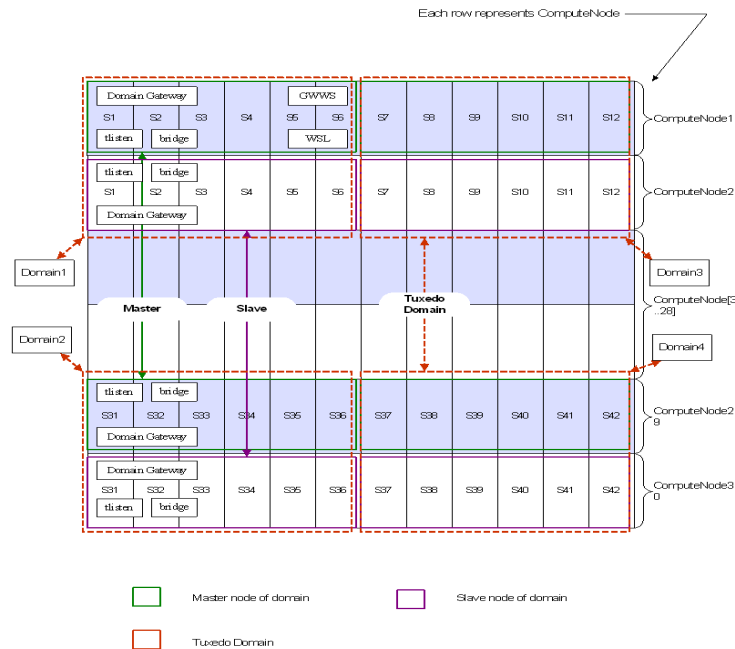 Each row represents ComputeNode
Domain Gateway
GWWS
S1 S2 S3 S4 S5 S6 S7 S8 S9 S10 S11 S12
tlisten bridge WSL
ComputeNode1
tlisten bridge
S1 S2 S3 S4 S5 S6 S7 S8 S9 S10 S11 S12
Domain Gateway
ComputeNode2
Domain1
Domain3
Master
Slave
Tuxedo
Domain
ComputeNode[3
..28]
Domain2
Domain4
tlisten bridge
S31 S32 S33 S34 S35 S36 S37 S38 S39 S40 S41 S42
Domain Gateway
ComputeNode2
9
Domain Gateway
S31 S32 S33 S34 S35 S36 S37 S38 S39 S40 S41 S42
tlisten bridge
ComputeNode3
0
Master node of domain
Slave node of domain
Tuxedo Domain